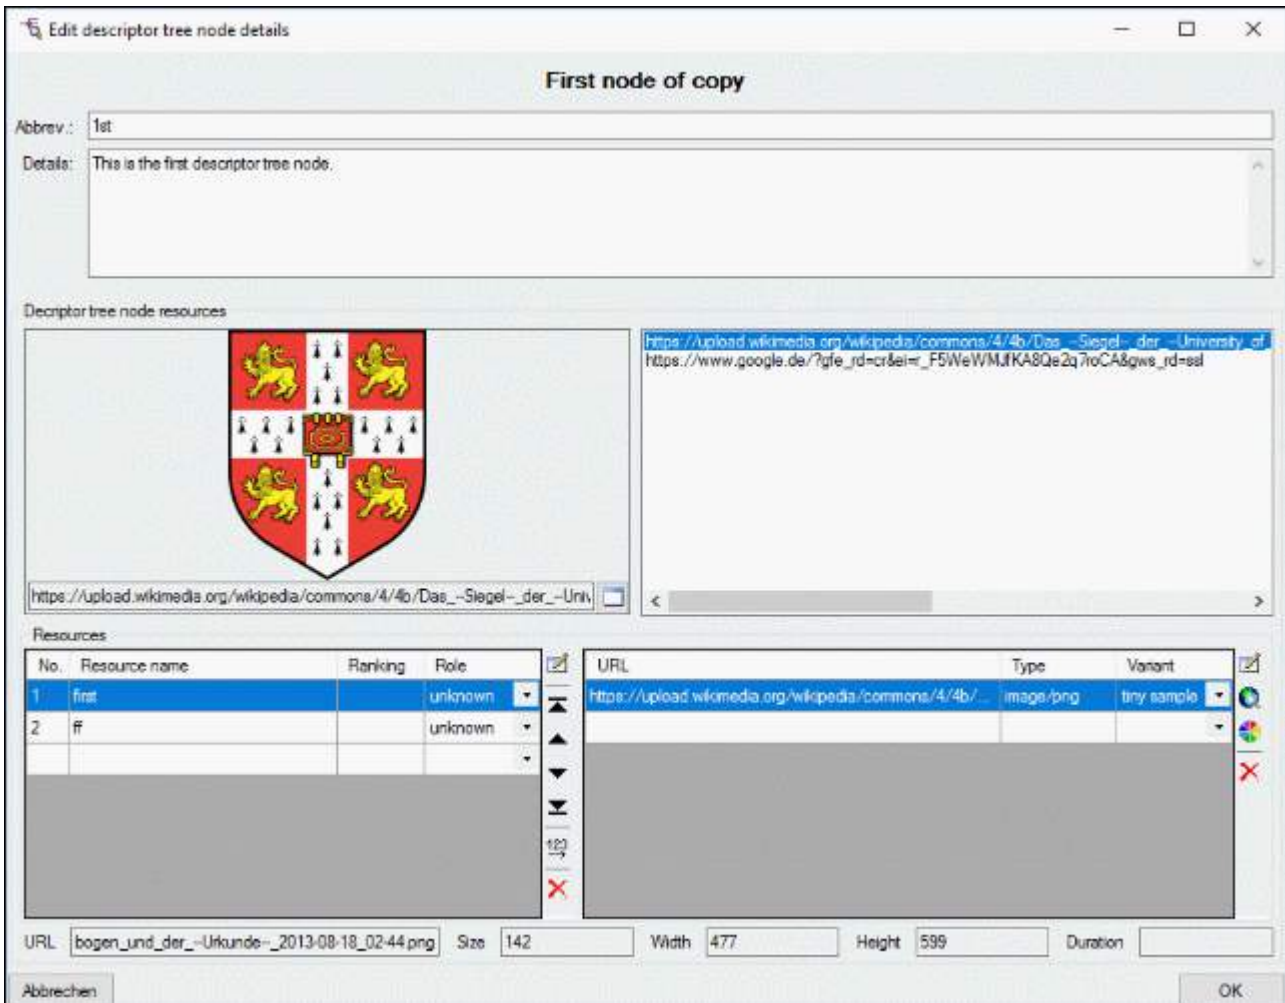 Edit descriptor tree node details
First node of copy
Abbrev.: 1st
Details: This is the first descriptor tree node.
Decriptor tree node resources
https://upload.wikimedia.org/wikipedia/commons/4/4b/Das_--Siegel--_der_--University_of_
https://www.google.de/?gfe_rd=cr&ei=r_F5WeWMJfKA8Qe2q7roCA&gws_rd=ssl
https://upload.wikimedia.org/wikipedia/commons/4/4b/Das_--Siegel--_der_--Univ
Resources
No. Resource name Ranking Role
1 first unknown
2 ff unknown
123
URL Type Variant
https://upload.wikimedia.org/wikipedia/commons/4/4b/... image/png tiny sample
URL bogen_und_der_--Urkunde--_2013-08-18_02-44.png Size 142 Width 477 Height 599 Duration
Abbrechen OK